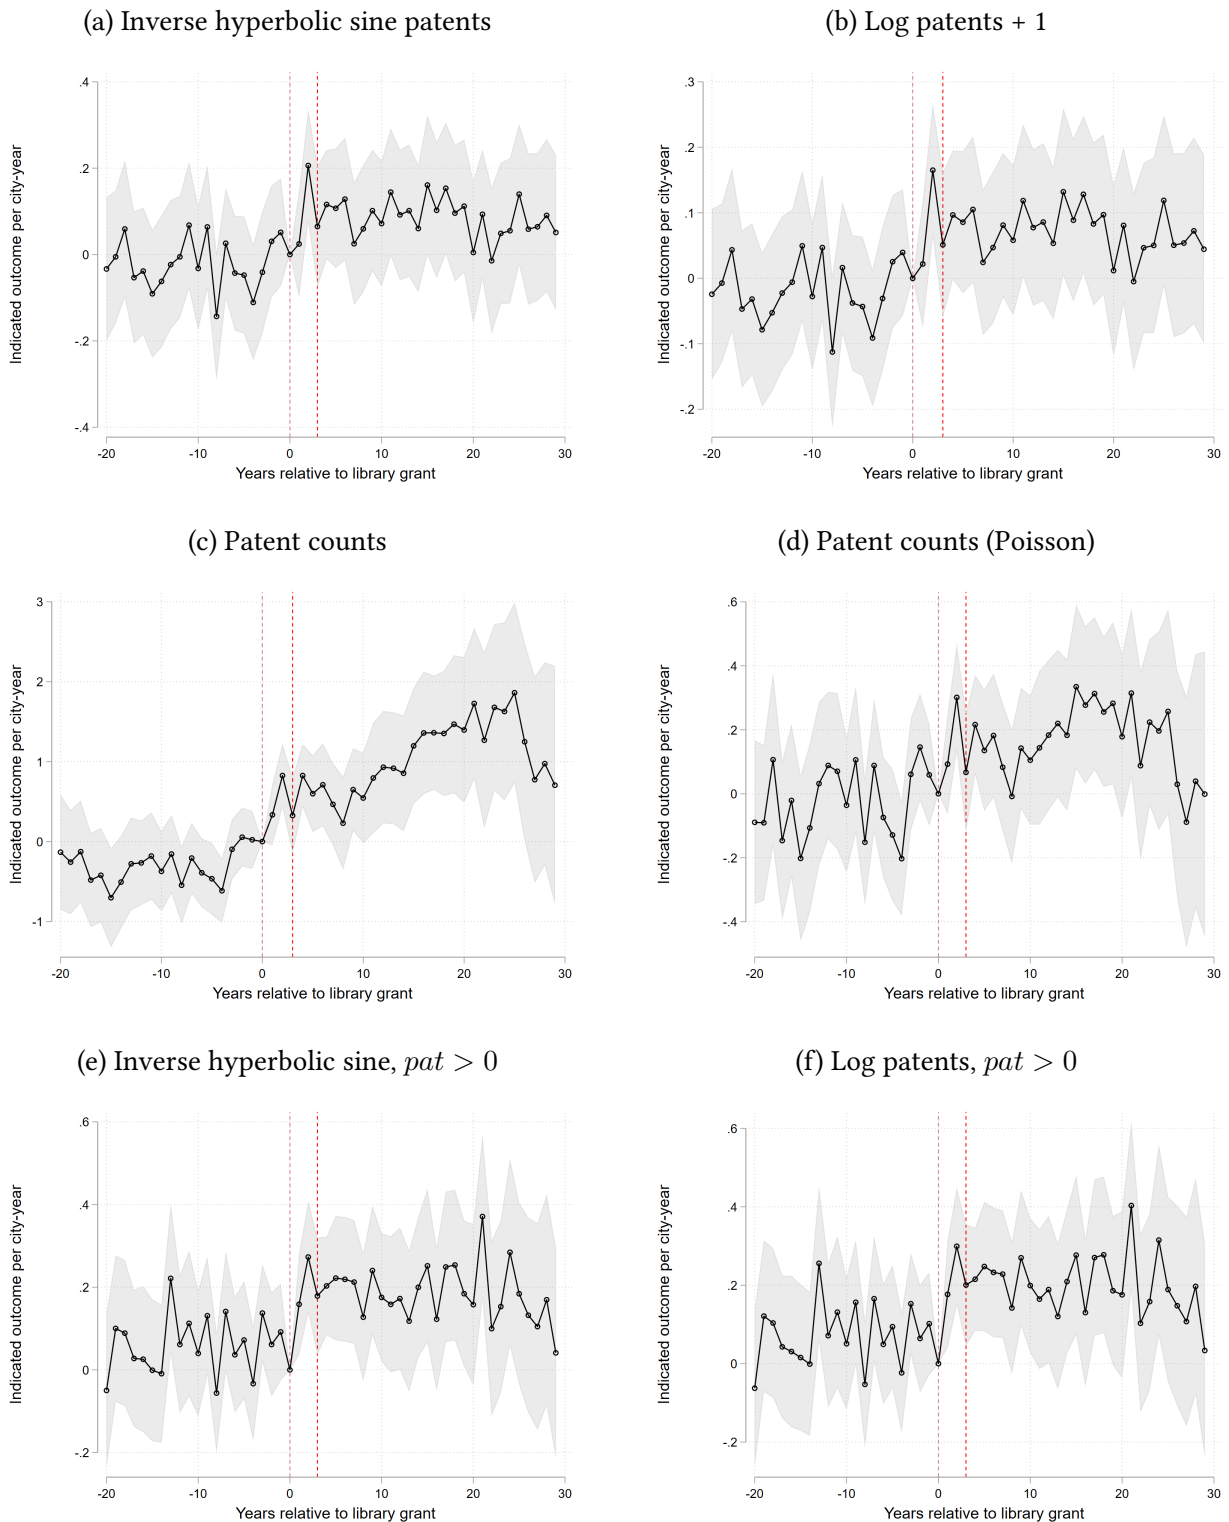 (a) Inverse hyperbolic sine patents
(b) Log patents + 1
.4
.2
0
-.2
-.4
Indicated outcome per city-year
-20 -10 0 10 20 30
Years relative to library grant
.3
.2
.1
0
-.1
-.2
Indicated outcome per city-year
-20 -10 0 10 20 30
Years relative to library grant
(c) Patent counts
(d) Patent counts (Poisson)
3
2
1
0
-1
Indicated outcome per city-year
-20 -10 0 10 20 30
Years relative to library grant
.6
.4
.2
0
-.2
-.4
Indicated outcome per city-year
-20 -10 0 10 20 30
Years relative to library grant
(e) Inverse hyperbolic sine, pat > 0
(f) Log patents, pat > 0
.6
.4
.2
0
-.2
Indicated outcome per city-year
-20 -10 0 10 20 30
Years relative to library grant
.6
.4
.2
0
-.2
Indicated outcome per city-year
-20 -10 0 10 20 30
Years relative to library grant